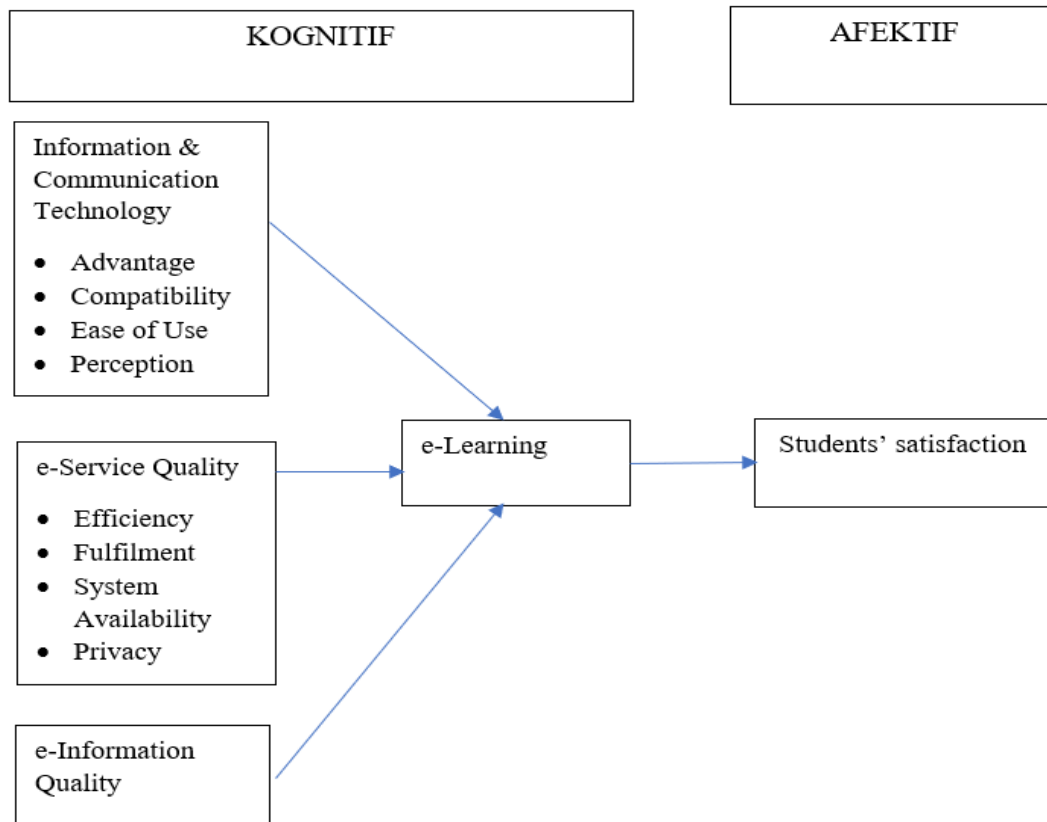 KOGNITIF
AFEKTIF
Information &
Communication
Technology
• Advantage
• Compatibility
• Ease of Use
• Perception
e-Service Quality
• Efficiency
• Fulfilment
• System
Availability
• Privacy
e-Information
Quality
e-Learning
Students’ satisfaction